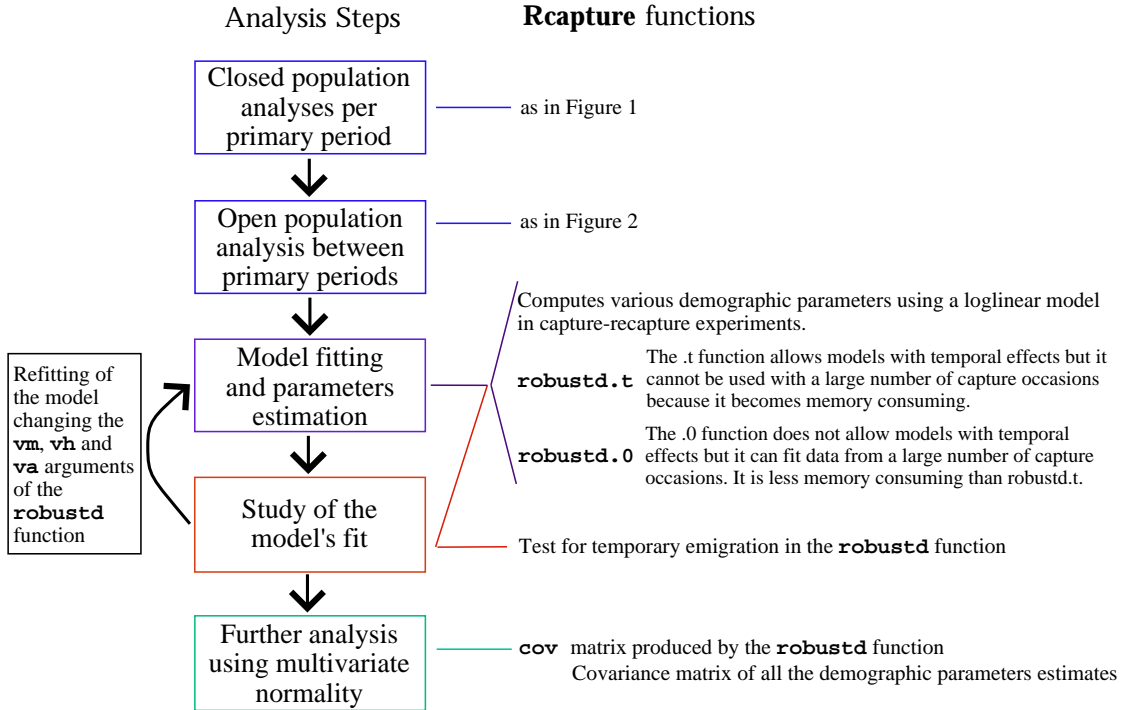 Analysis Steps
Rcapture functions
Closed population
analyses per
primary period
as in Figure 1
Open population
analysis between
primary periods
as in Figure 2
Model fitting
and parameters
estimation
Computes various demographic parameters using a loglinear model
in capture-recapture experiments.
robustd.t
The .t function allows models with temporal effects but it
cannot be used with a large number of capture occasions
because it becomes memory consuming.
robustd.0
The .0 function does not allow models with temporal
effects but it can fit data from a large number of capture
occasions. It is less memory consuming than robustd.t.
Refitting of
the model
changing the
vm, vh and
va arguments
of the
robustd
function
Study of the
model's fit
Test for temporary emigration in the robustd function
Further analysis
using multivariate
normality
cov matrix produced by the robustd function
Covariance matrix of all the demographic parameters estimates